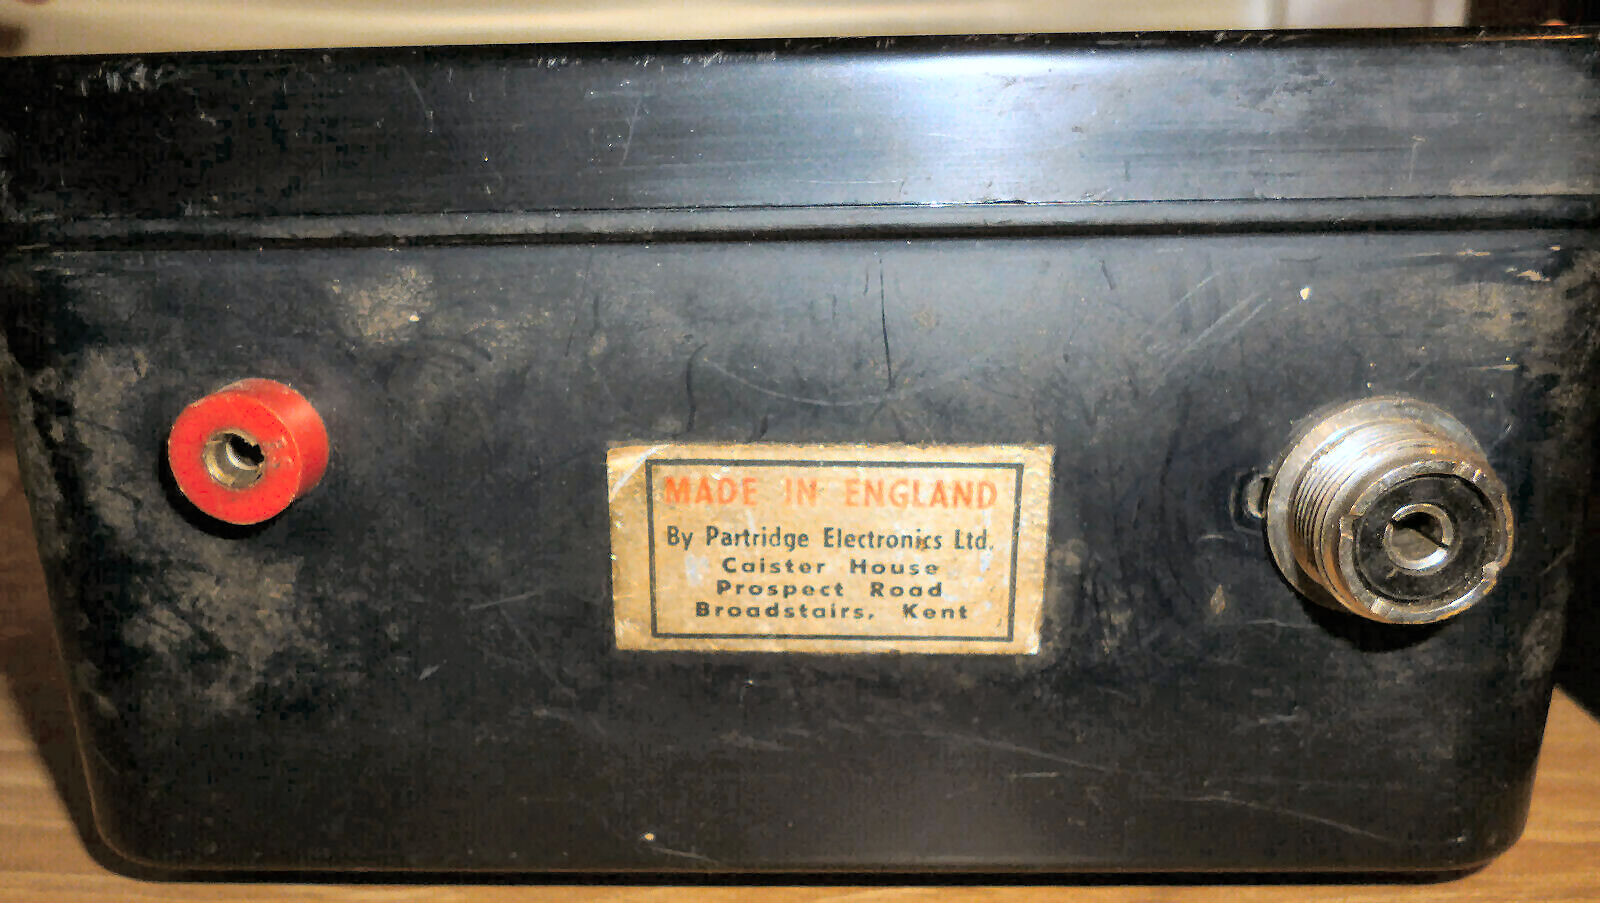 MADE IN ENGLAND
By Partridge Electronics Ltd.
Caister House
Prospect Road
Broadstairs, Kent